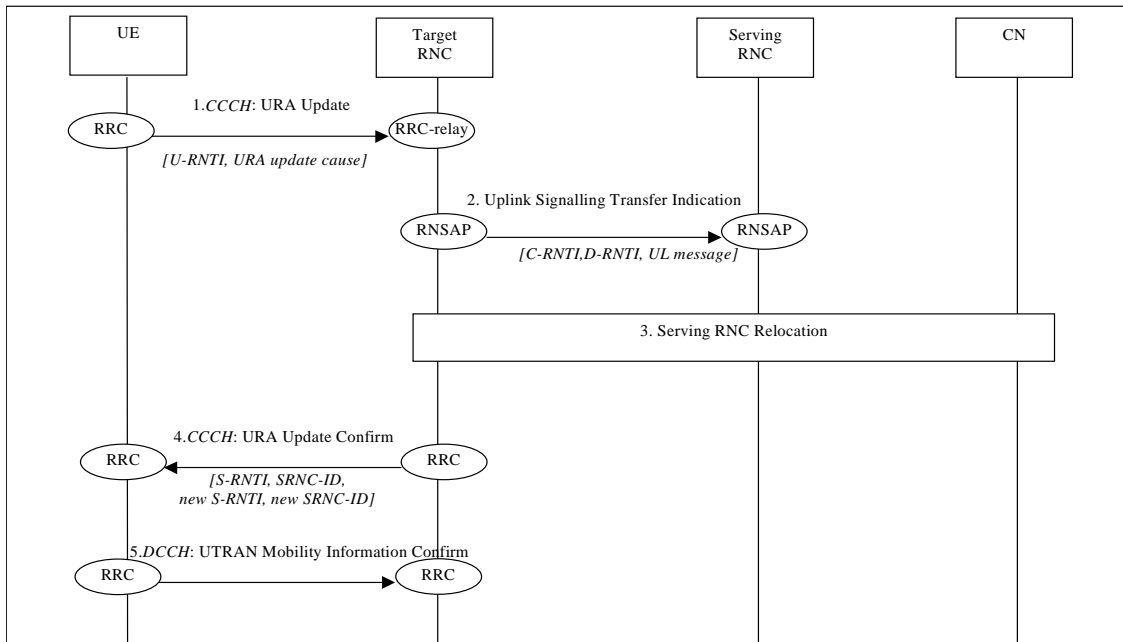 UE
Target
RNC
Serving
RNC
CN
1.CCCH: URA Update
RRC
RRC-relay
[U-RNTI, URA update cause]
2. Uplink Signalling Transfer Indication
RNSAP
RNSAP
[C-RNTI,D-RNTI, UL message]
3. Serving RNC Relocation
4.CCCH: URA Update Confirm
RRC
RRC
[S-RNTI, SRNC-ID,
new S-RNTI, new SRNC-ID]
5.DCCH: UTRAN Mobility Information Confirm
RRC
RRC